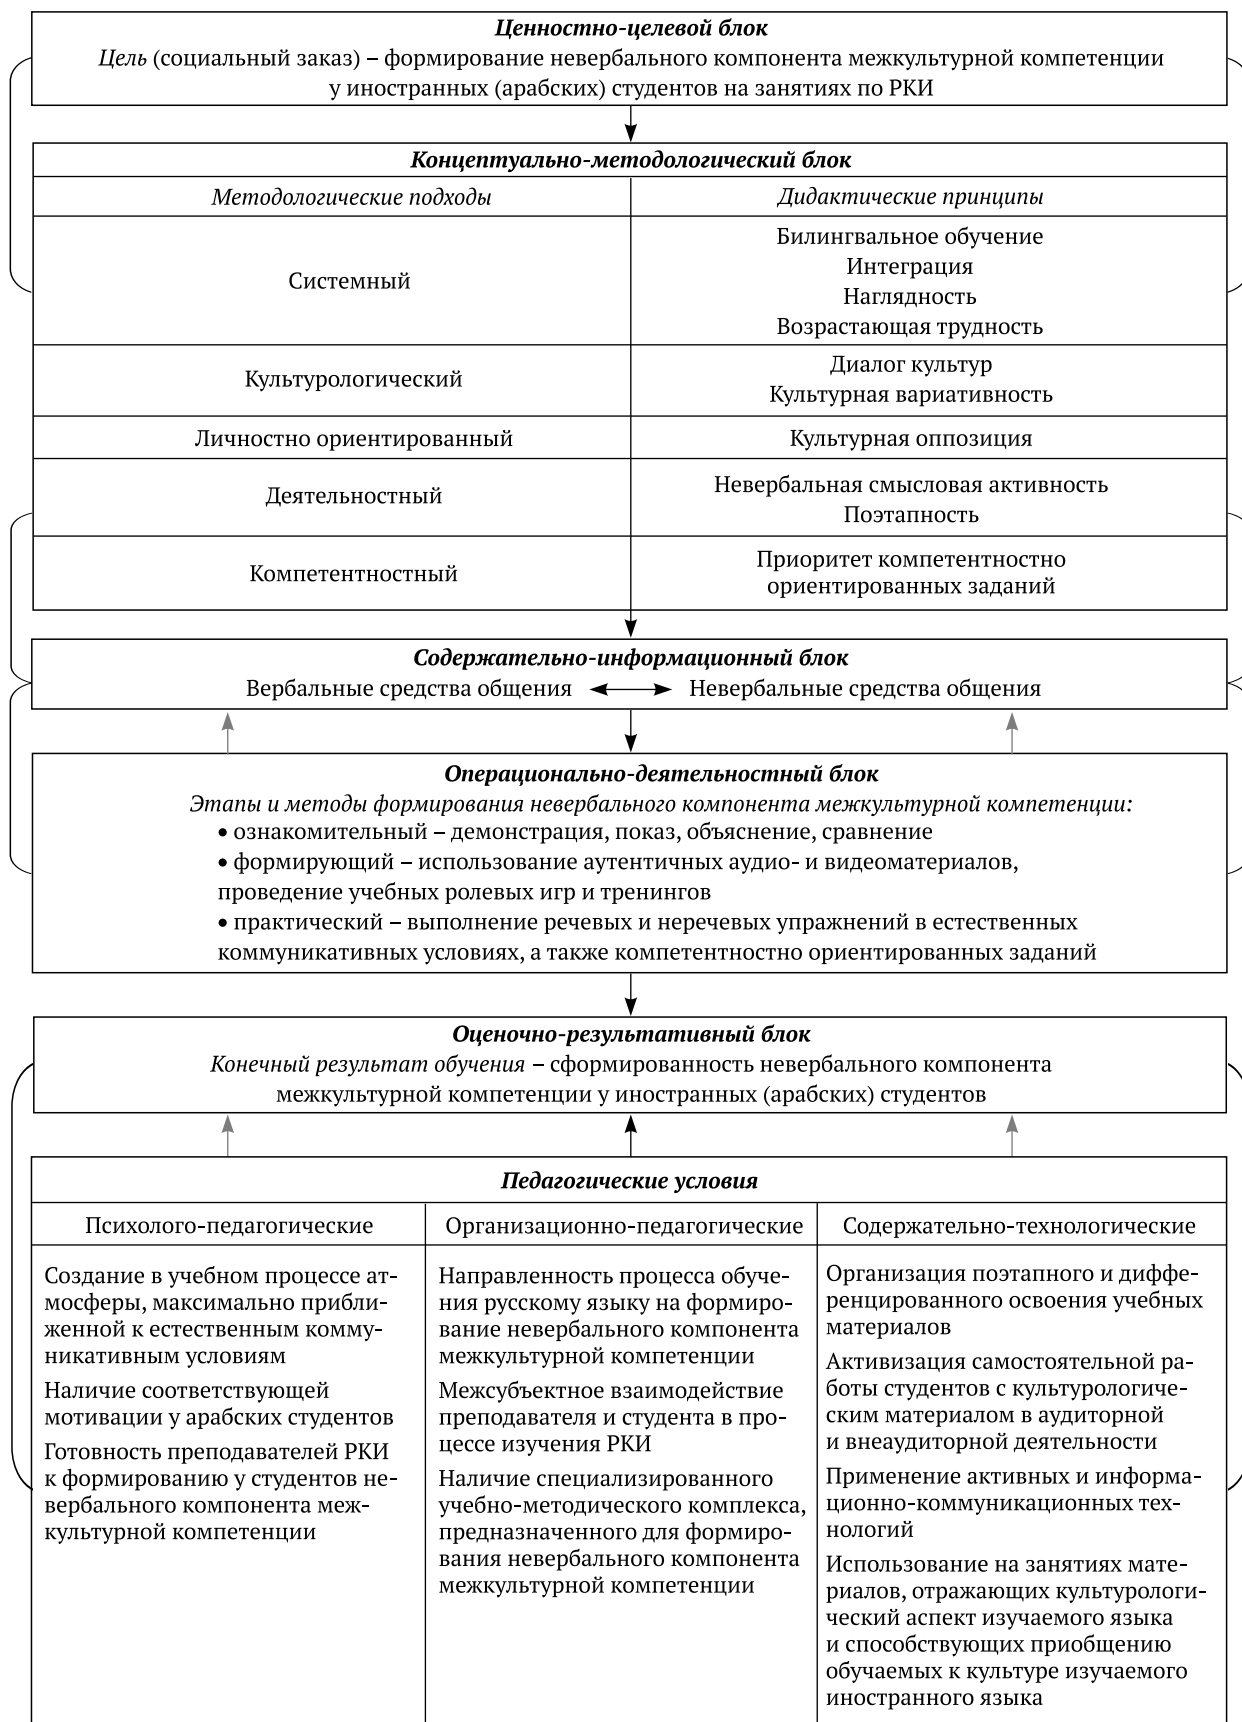 Ценностно-целевой блок
Цель (социальный заказ) – формирование невербального компонента межкультурной компетенции
у иностранных (арабских) студентов на занятиях по РКИ
Концептуально-методологический блок
Методологические подходы
Дидактические принципы
Системный
Билингвальное обучение
Интеграция
Наглядность
Возрастающая трудность
Культурологический
Диалог культур
Культурная вариативность
Личностно ориентированный
Культурная оппозиция
Деятельностный
Невербальная смысловая активность
Поэтапность
Компетентностный
Приоритет компетентностно
ориентированных заданий
Содержательно-информационный блок
Вербальные средства общения Невербальные средства общения
Операционально-деятельностный блок
Этапы и методы формирования невербального компонента межкультурной компетенции:
• ознакомительный – демонстрация, показ, объяснение, сравнение
• формирующий – использование аутентичных аудио- и видеоматериалов,
проведение учебных ролевых игр и тренингов
• практический – выполнение речевых и неречевых упражнений в естественных
коммуникативных условиях, а также компетентностно ориентированных заданий
Оценочно-результативный блок
Конечный результат обучения – сформированность невербального компонента
межкультурной компетенции у иностранных (арабских) студентов
Педагогические условия
Психолого-педагогические
Создание в учебном процессе ат-
мосферы, максимально прибли-
женной к естественным комму-
никативным условиям
Наличие соответствующей
мотивации у арабских студентов
Готовность преподавателей РКИ
к формированию у студентов не-
вербального компонента меж-
культурной компетенции
Организационно-педагогические
Направленность процесса обуче-
ния русскому языку на формиро-
вание невербального компонента
межкультурной компетенции
Межсубъектное взаимодействие
преподавателя и студента в про-
цессе изучения РКИ
Наличие специализированного
учебно-методического комплекса,
предназначенного для формиро-
вания невербального компонента
межкультурной компетенции
Содержательно-технологические
Организация поэтапного и диффе-
ренцированного освоения учебных
материалов
Активизация самостоятельной ра-
боты студентов с культурологиче-
ским материалом в аудиторной
и внеаудиторной деятельности
Применение активных и информа-
ционно-коммуникационных тех-
нологий
Использование на занятиях мате-
риалов, отражающих культурологи-
ческий аспект изучаемого языка
и способствующих приобщению
обучаемых к культуре изучаемого
иностранного языка